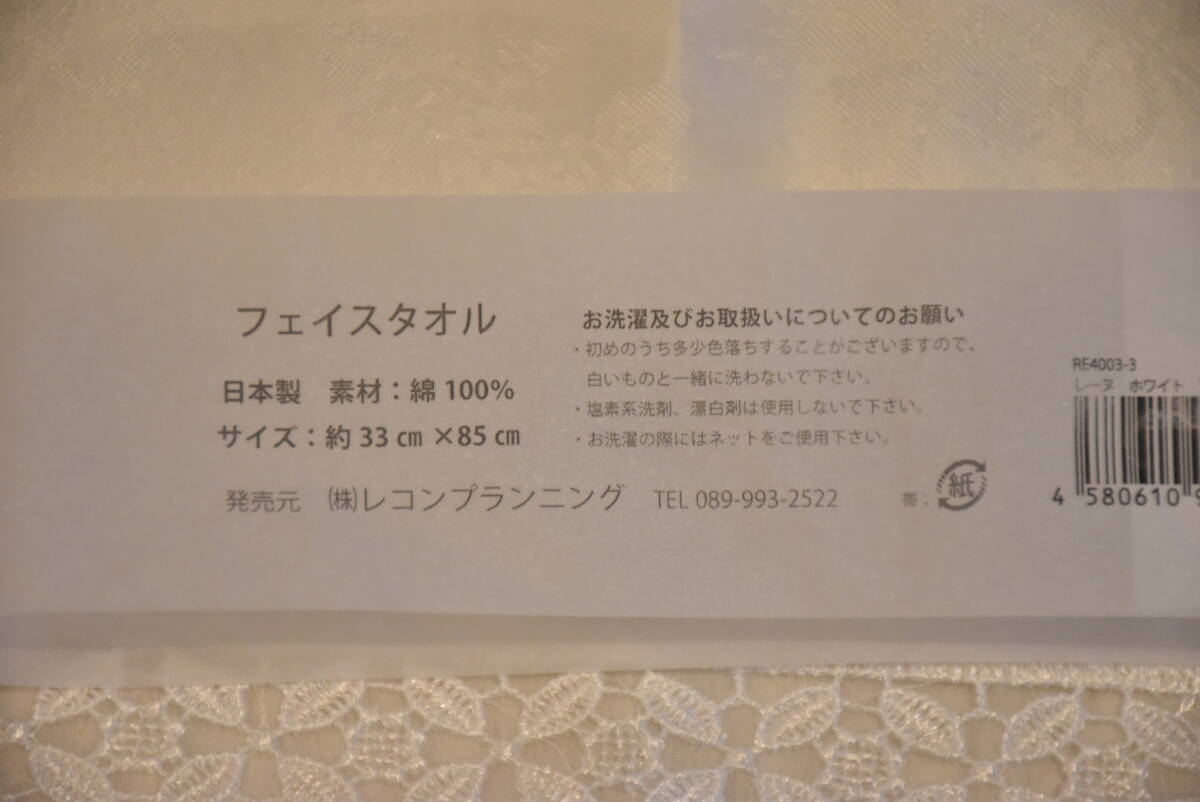 フェイスタオル
日本製　素材：綿 100%
サイズ：約 33 ㎝ ×85 ㎝
発売元　㈱レコンプランニング　TEL 089-993-2522
お洗濯及びお取扱いについてのお願い
・初めのうち多少色落ちすることがございますので、
白いものと一緒に洗わないで下さい。
・塩素系洗剤、漂白剤は使用しないで下さい。
・お洗濯の際にはネットをご使用下さい。
帯： 紙
RE4003-3
レーヌ ホワイト
4 580610 9